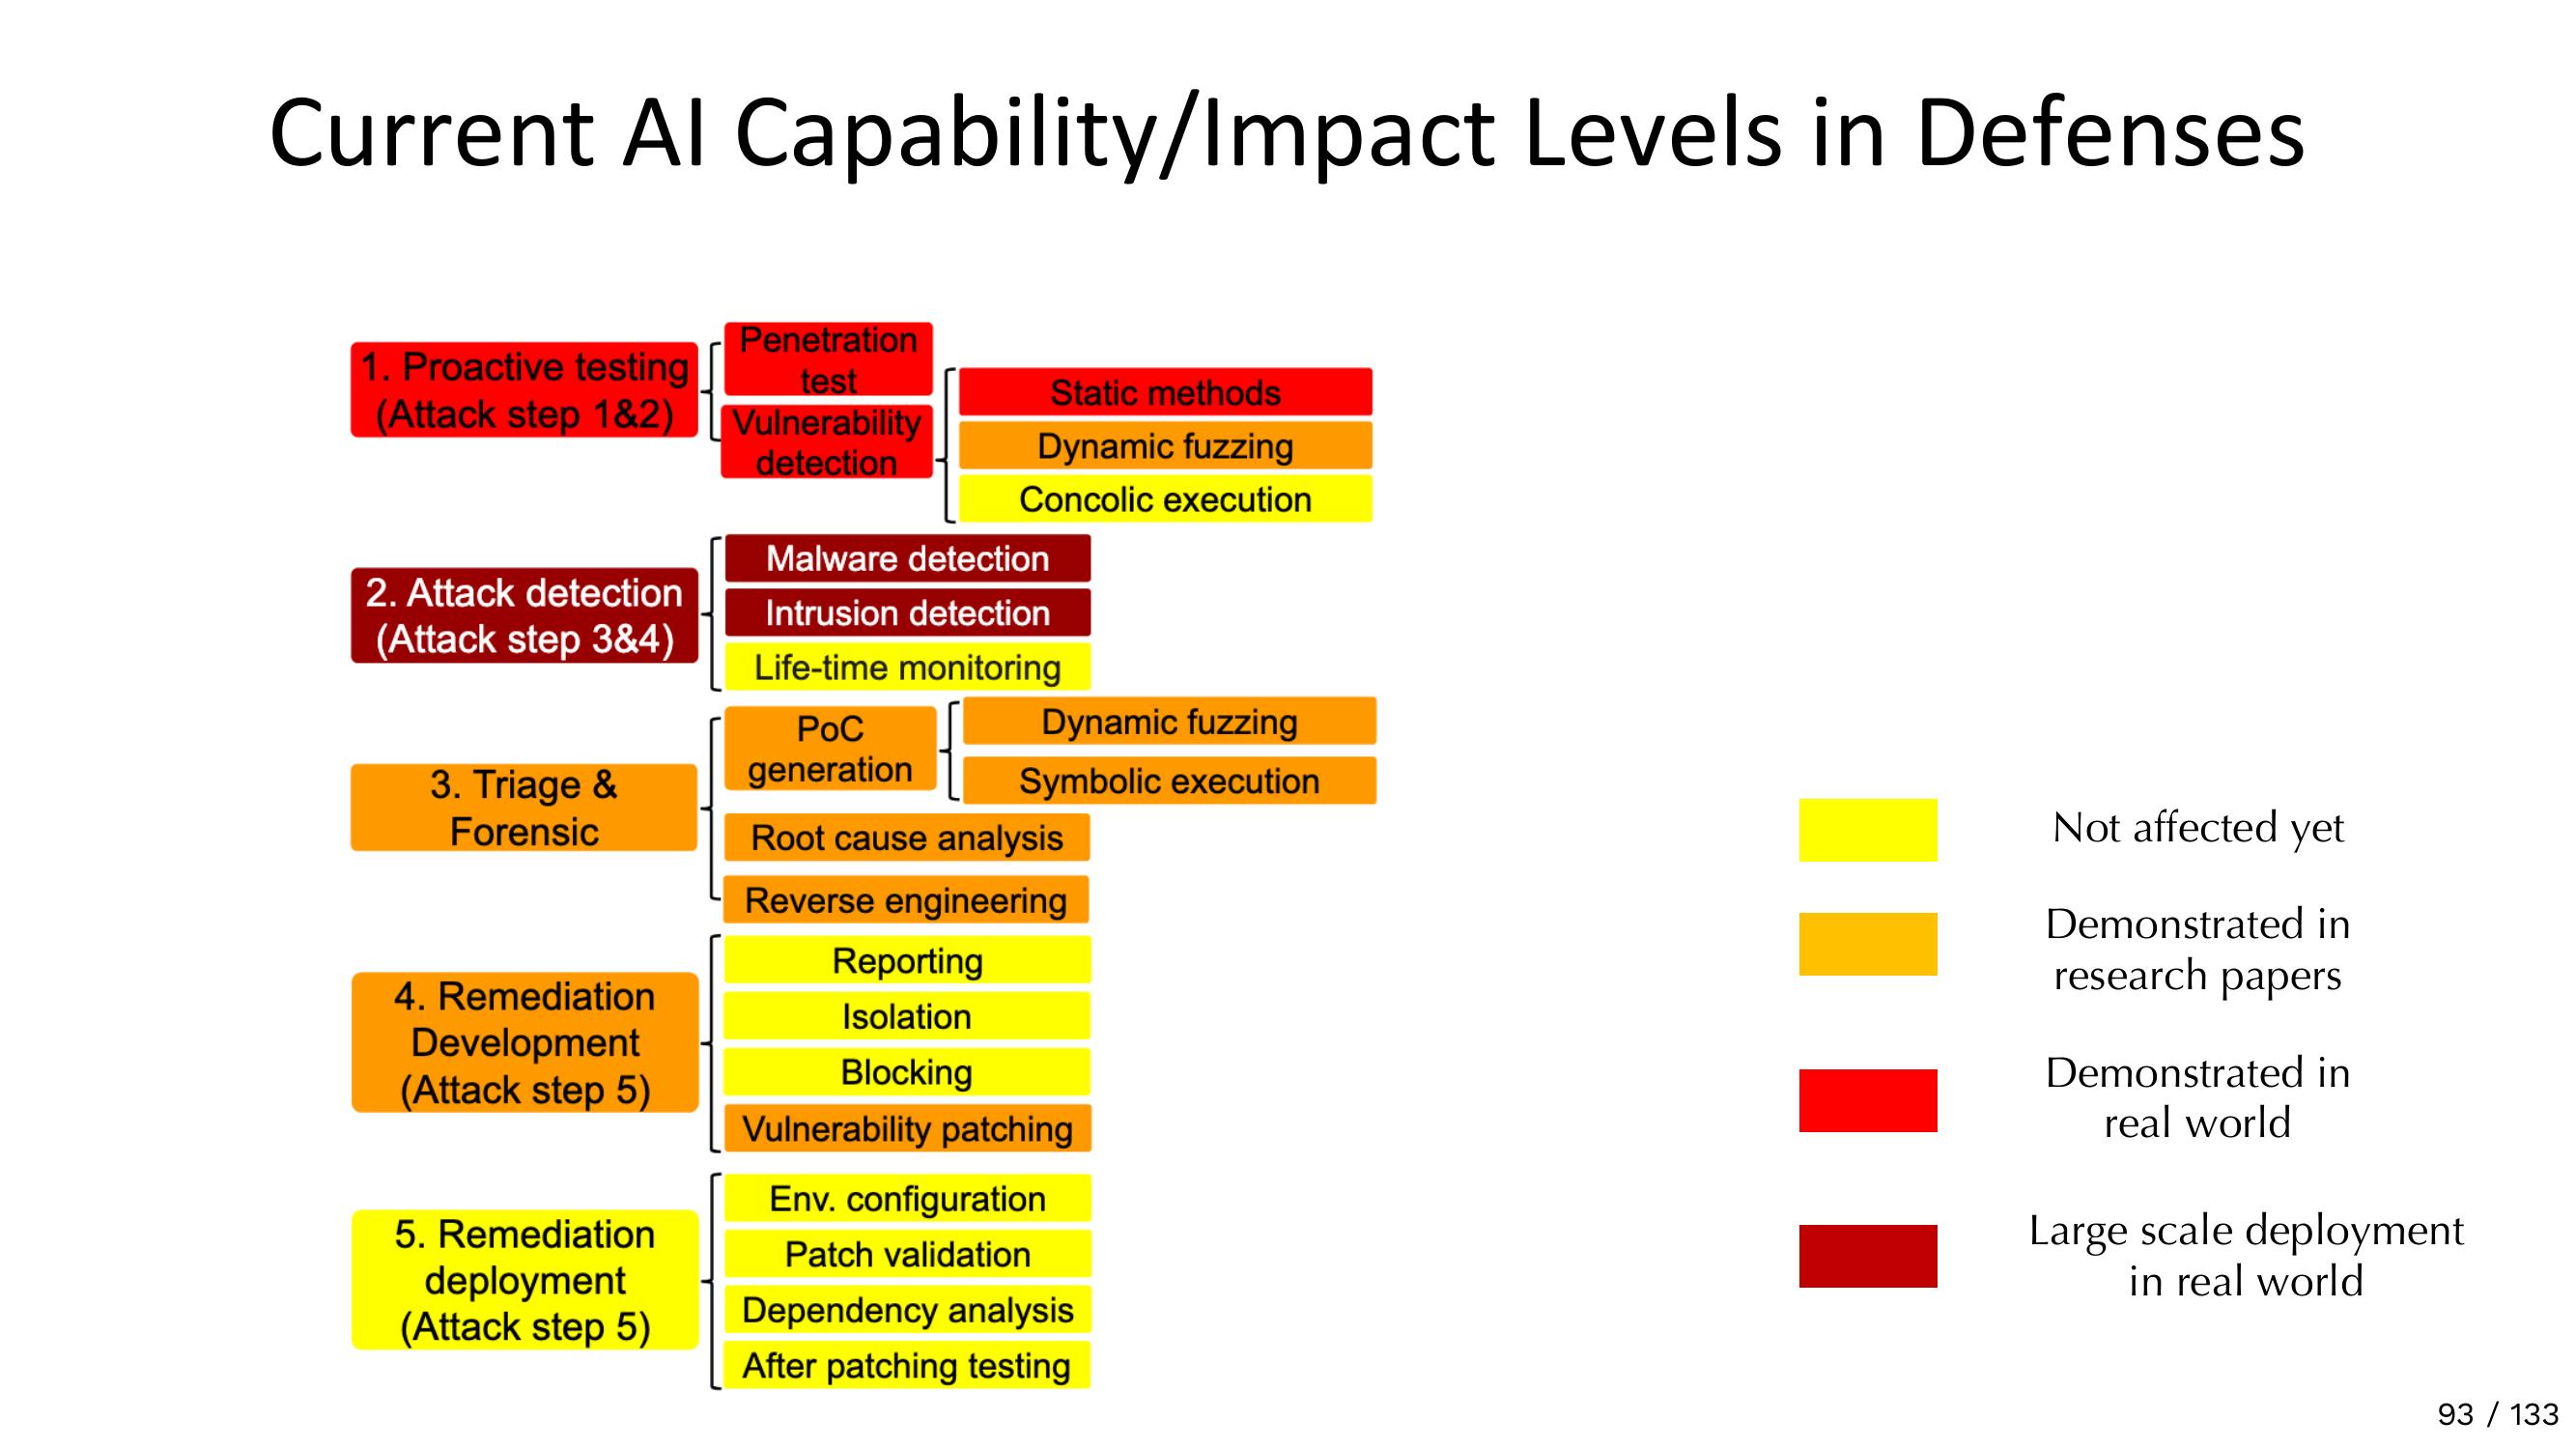 Current AI Capability/Impact Levels in Defenses
1. Proactive testing
(Attack step 1&2)
Penetration
test
Vulnerability
detection
Static methods
Dynamic fuzzing
Concolic execution
2. Attack detection
(Attack step 3&4)
Malware detection
Intrusion detection
Life-time monitoring
3. Triage &
Forensic
PoC
generation
Dynamic fuzzing
Symbolic execution
Root cause analysis
Reverse engineering
4. Remediation
Development
(Attack step 5)
Reporting
Isolation
Blocking
Vulnerability patching
5. Remediation
deployment
(Attack step 5)
Env. configuration
Patch validation
Dependency analysis
After patching testing
Not affected yet
Demonstrated in
research papers
Demonstrated in
real world
Large scale deployment
in real world
93 / 133